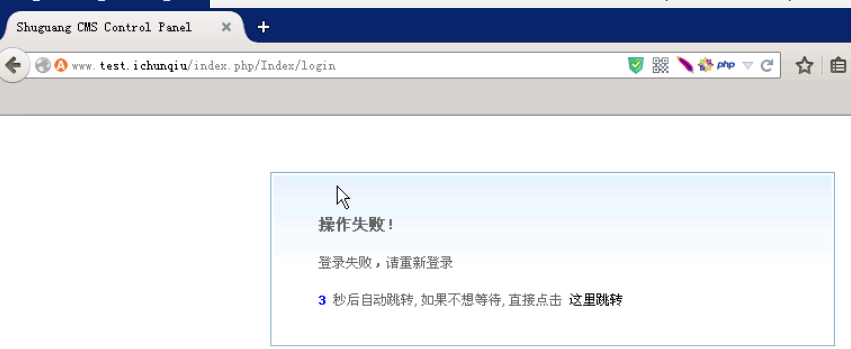 Shuguang CMS Control Panel
www.test.ichunqiu/index.php/Index/login
php
操作失败!
登录失败，请重新登录
3 秒后自动跳转,如果不想等待,直接点击 这里跳转